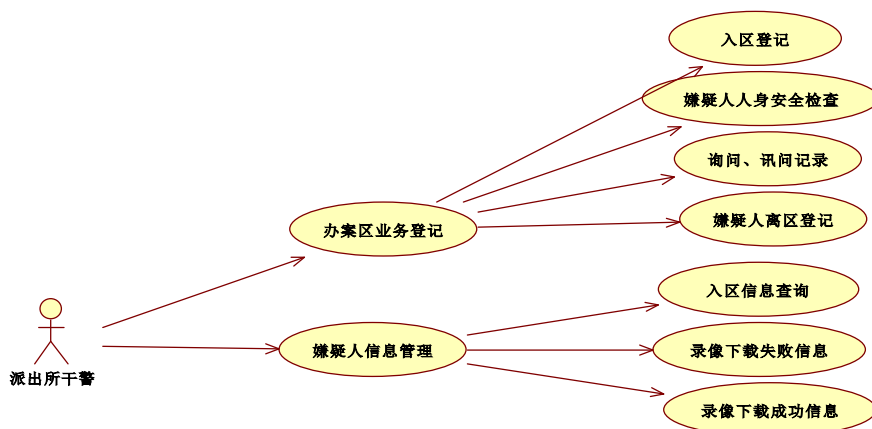 入区登记
嫌疑人人身安全检查
询问、讯问记录
嫌疑人离区登记
办案区业务登记
入区信息查询
嫌疑人信息管理
录像下载失败信息
录像下载成功信息
派出所干警